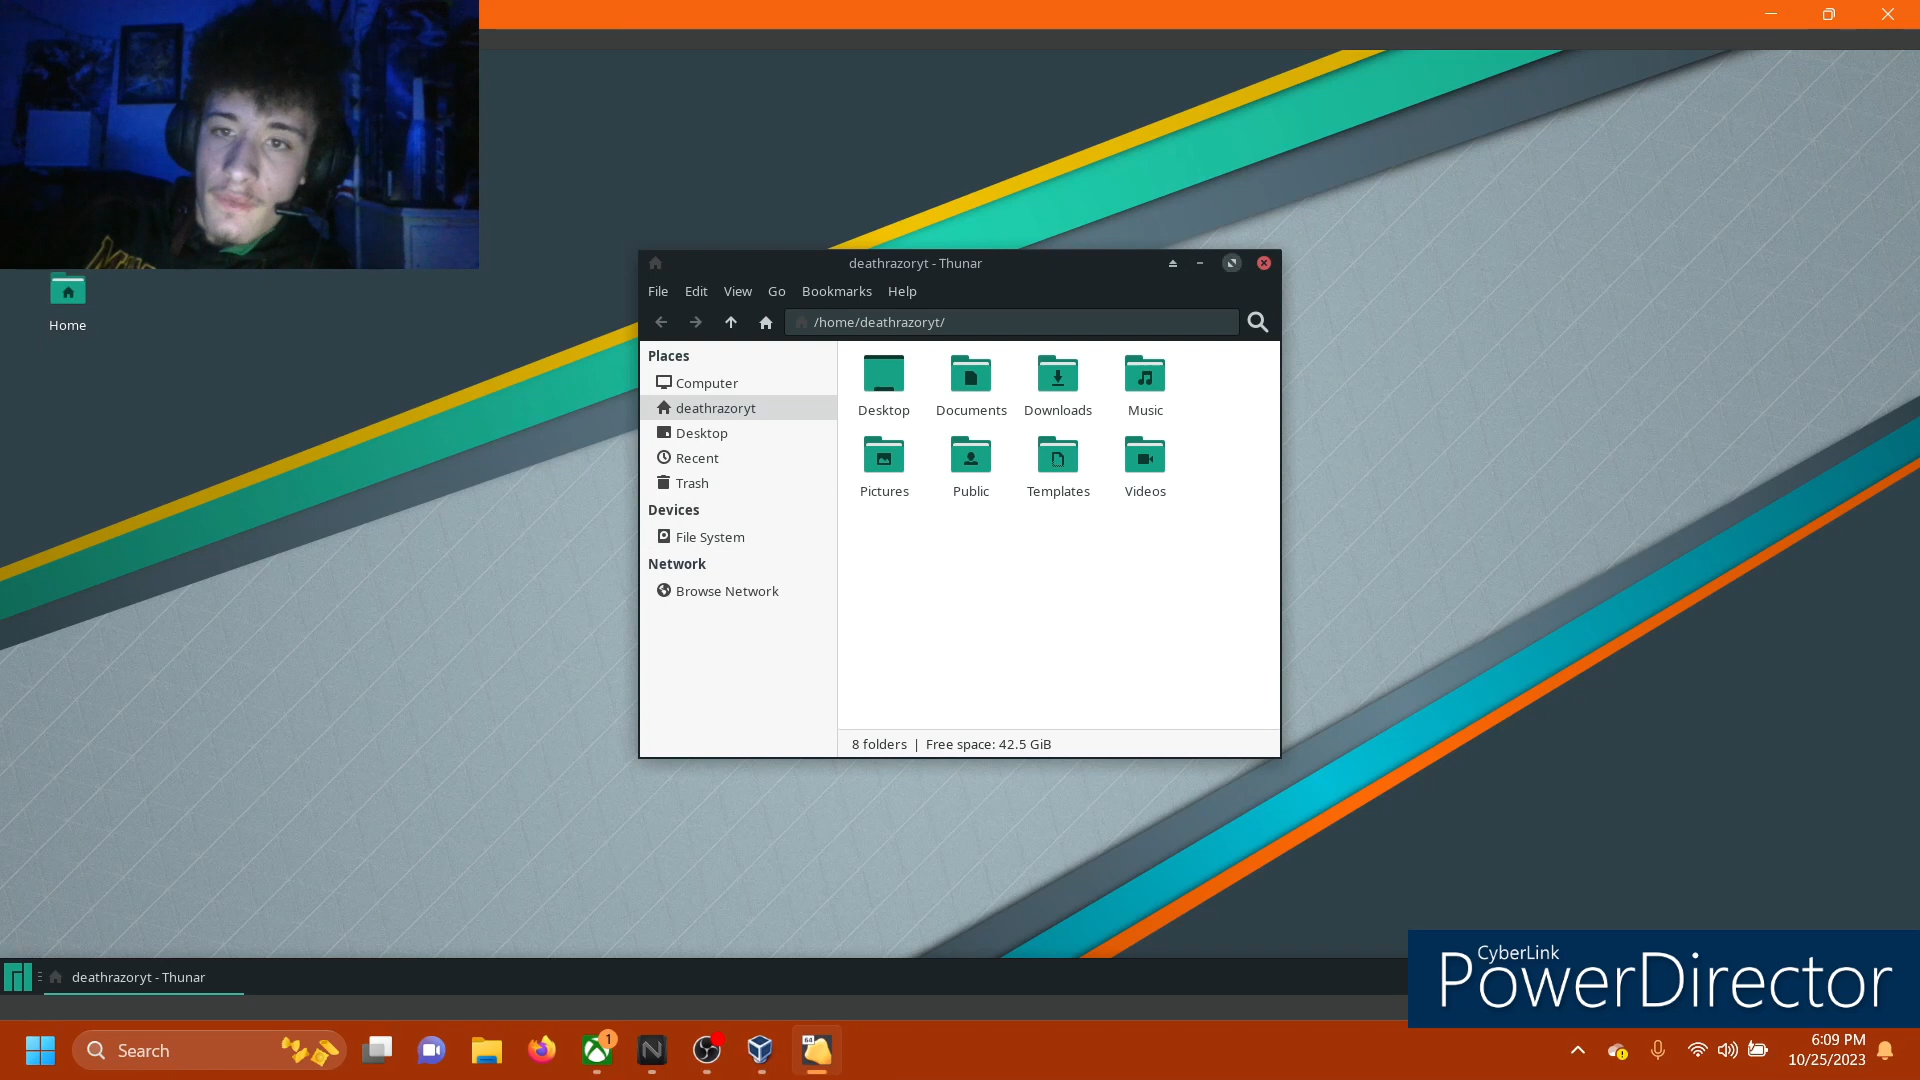 Home
deathrazoryt - Thunar
File Edit View Go Bookmarks Help
/home/deathrazoryt/
Places
Computer
deathrazoryt
Desktop
Recent
Trash
Devices
File System
Network
Browse Network
Desktop Documents Downloads Music
Pictures Public Templates Videos
8 folders | Free space: 42.5 GiB
deathrazoryt - Thunar
CyberLink
PowerDirector
Search
1
N
64
6:09 PM
10/25/2023